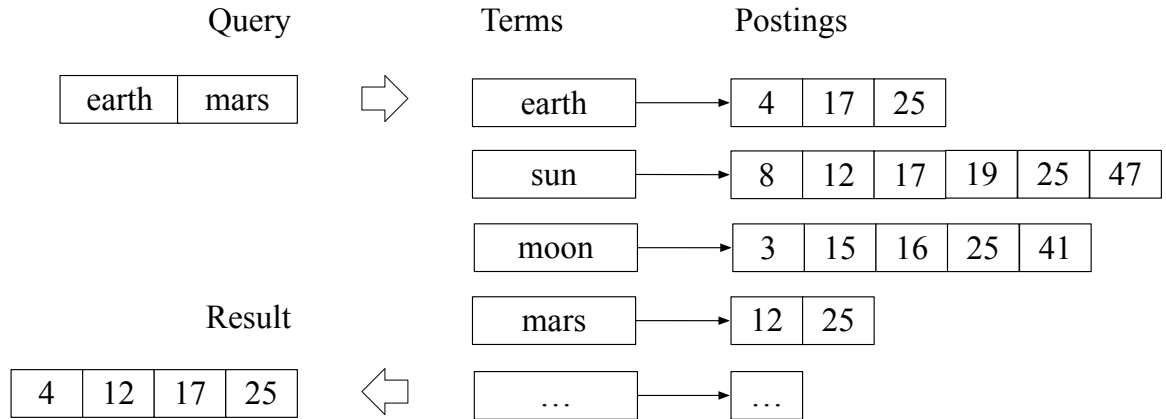 Query Terms Postings
earth mars earth 4 17 25
sun 8 12 17 19 25 47
moon 3 15 16 25 41
Result mars 12 25
4 12 17 25 ... ...